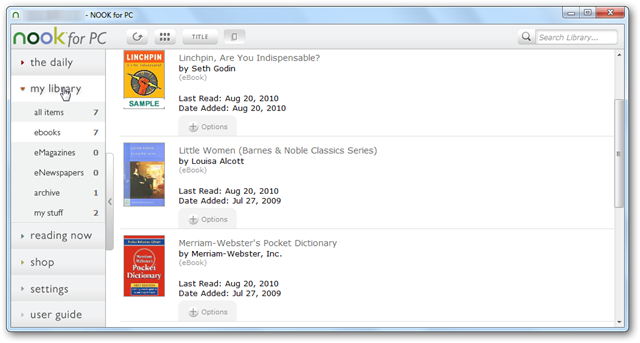 - NOOK for PC
nook for PC
TITLE
Search Library...
the daily
my library
all items 7
ebooks 7
eMagazines 0
eNewspapers 0
archive 1
my stuff 2
reading now
shop
settings
user guide
LINCHPIN
SAMPLE
Linchpin, Are You Indispensable?
by Seth Godin
(eBook)
Last Read: Aug 20, 2010
Date Added: Aug 20, 2010
Options
Little Women (Barnes & Noble Classics Series)
by Louisa Alcott
(eBook)
Last Read: Aug 20, 2010
Date Added: Jul 27, 2009
Options
Merriam-
Webster's
Pocket
Dictionary
Merriam-Webster's Pocket Dictionary
by Merriam-Webster, Inc.
(eBook)
Last Read: Aug 20, 2010
Date Added: Jul 27, 2009
Options